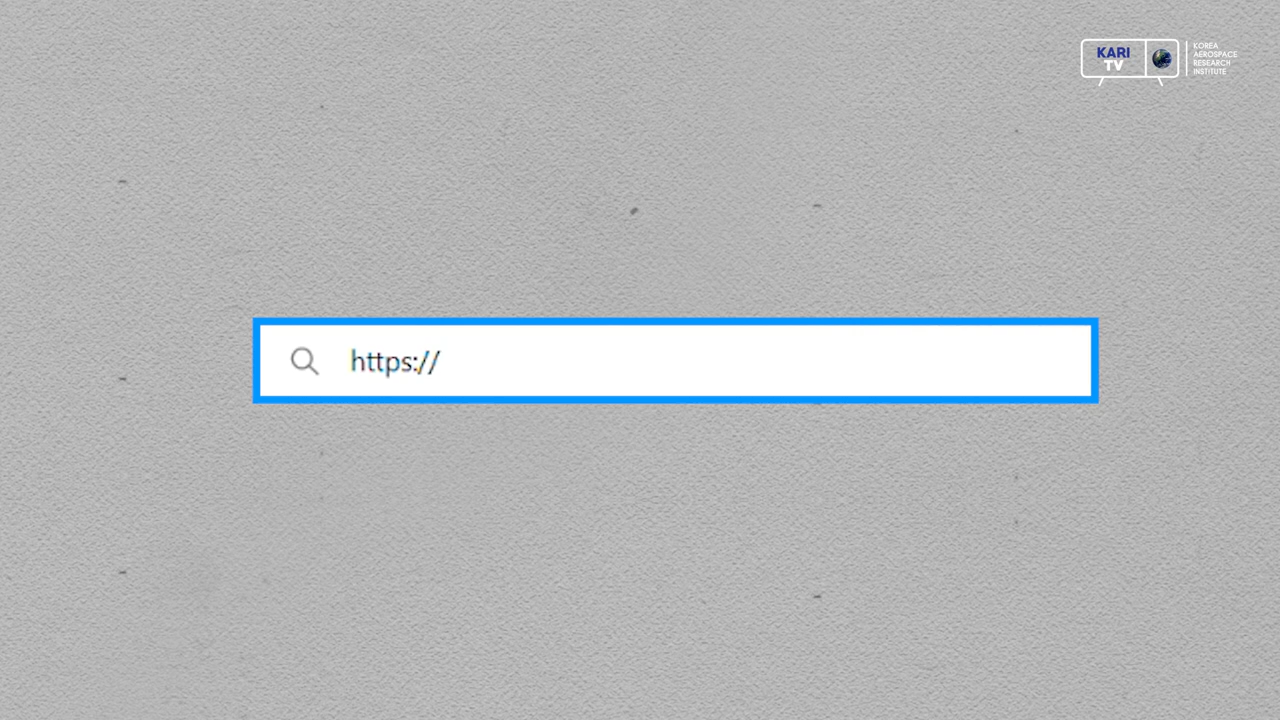 KARI
TV
KOREA
AEROSPACE
RESEARCH
INSTITUTE
https://